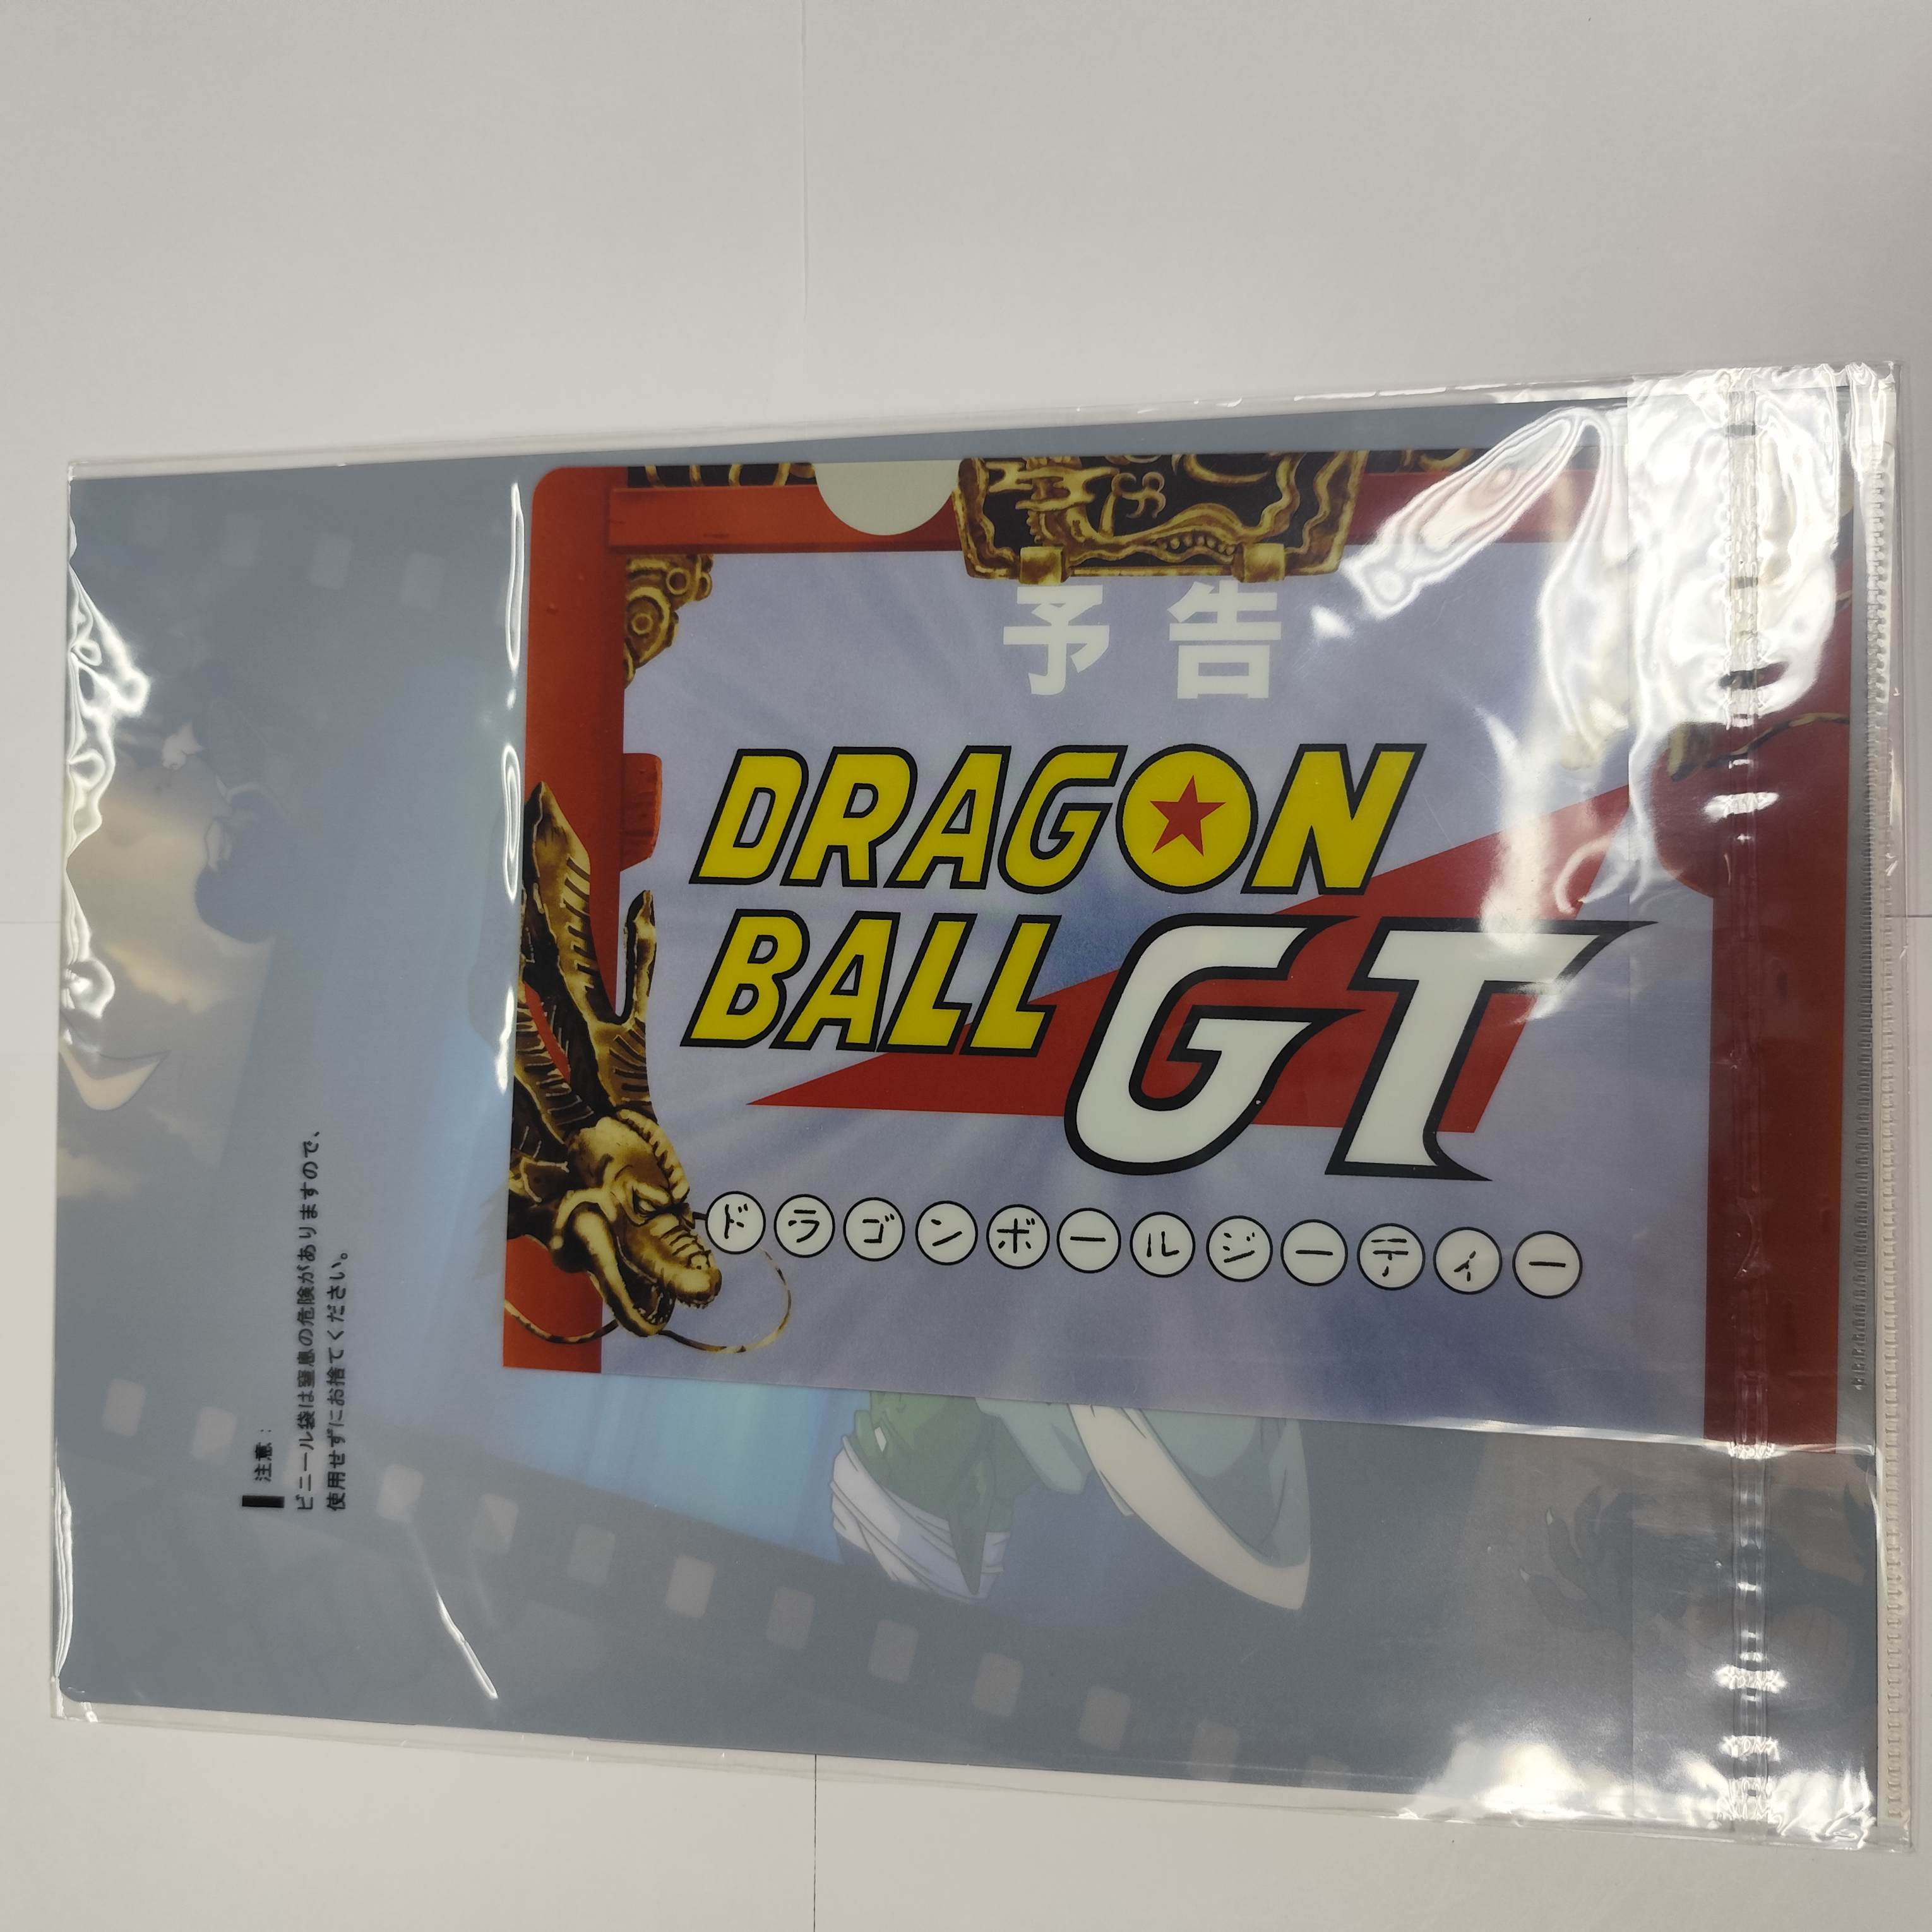 予告
DRAGON
BALL GT
ドラゴンボールジーティー
注意：
ビニール袋は窒息の危険がありますので、
使用せずにお捨てください。